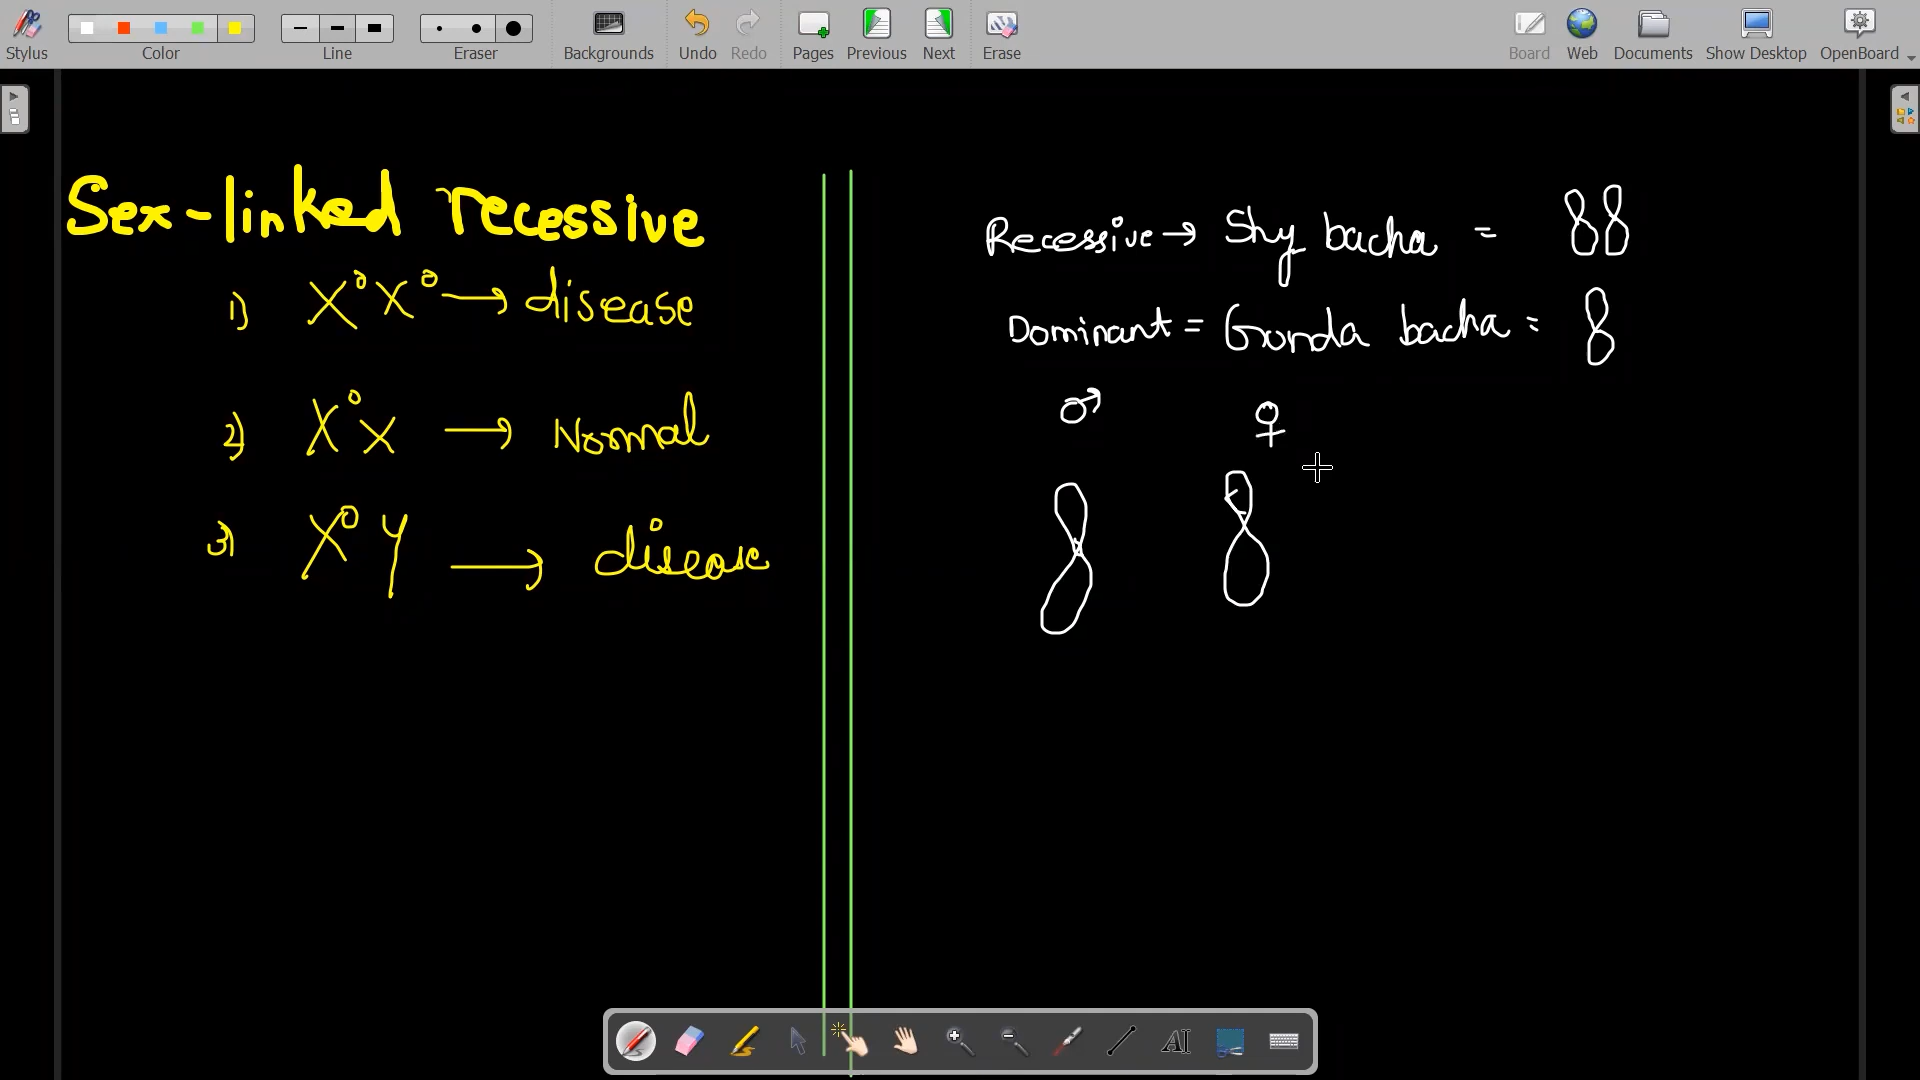 Stylus Color Line Eraser Backgrounds Undo Redo Pages Previous Next Erase Board Web Documents Show Desktop OpenBoard
Sex-linked recessive
1) X° X° → disease
2) X° X → Normal
3) X° Y → disease
Recessive → Shy bacha = 88
Dominant = Gunda bacha = 8
♂ ♀
AI